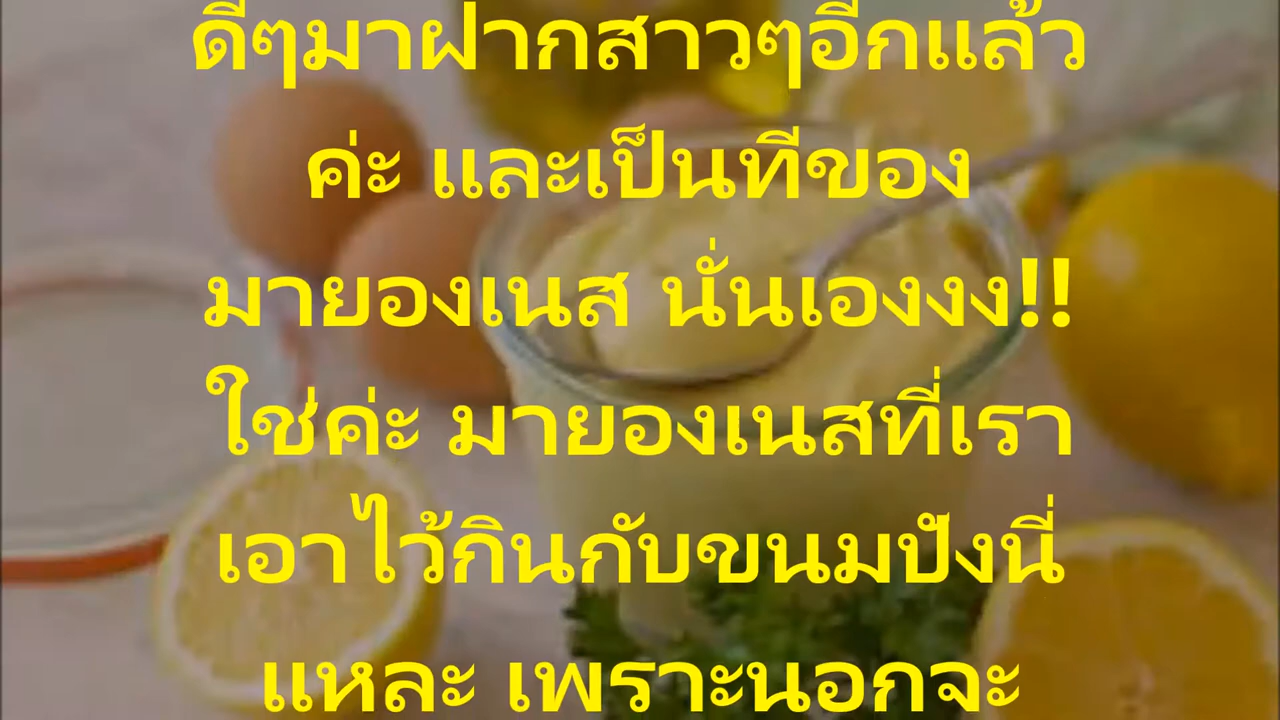 ดีๆมาฝากสาวๆอีกแล้ว
ค่ะ และเป็นทีของ
มายองเนส นั่นเองงง!!
ใช่ค่ะ มายองเนสที่เรา
เอาไว้กินกับขนมปังนี่
แหละ เพราะนอกจะ